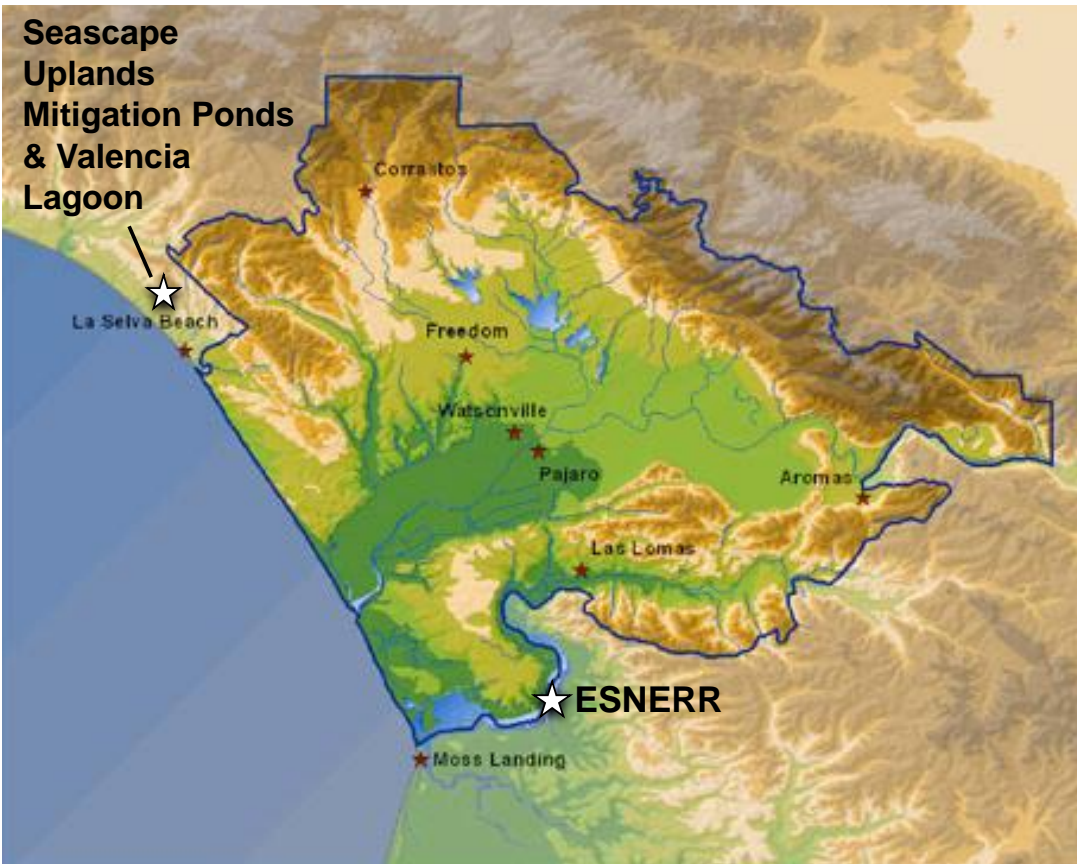 Seascape
Uplands
Mitigation Ponds
& Valencia
Lagoon
Corralitos
La Selva Beach
Freedom
Watsonville
Pajaro
Aromas
Las Lomas
ESNERR
Moss Landing